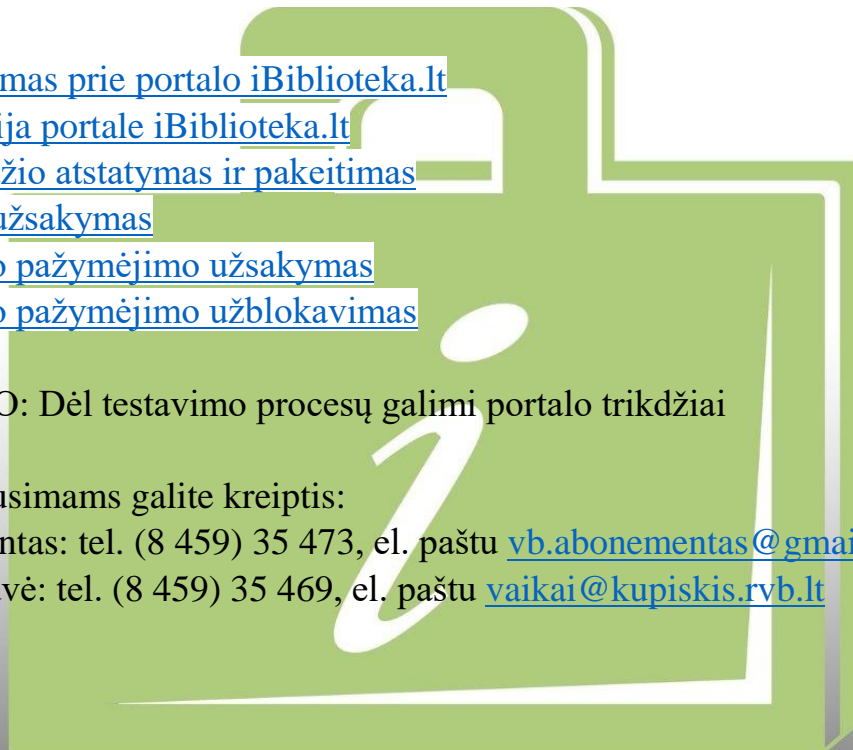 mas prie portalo iBiblioteka.lt
ija portale iBiblioteka.lt
žio atstatymas ir pakeitimas
užsakymas
o pažymėjimo užsakymas
o pažymėjimo užblokavimas
O: Dėl testavimo procesų galimi portalo trikdžiai
usimams galite kreiptis:
ntas: tel. (8 459) 35 473, el. paštu vb.abonementas@gmai
vė: tel. (8 459) 35 469, el. paštu vaikai@kupiskis.rvb.lt